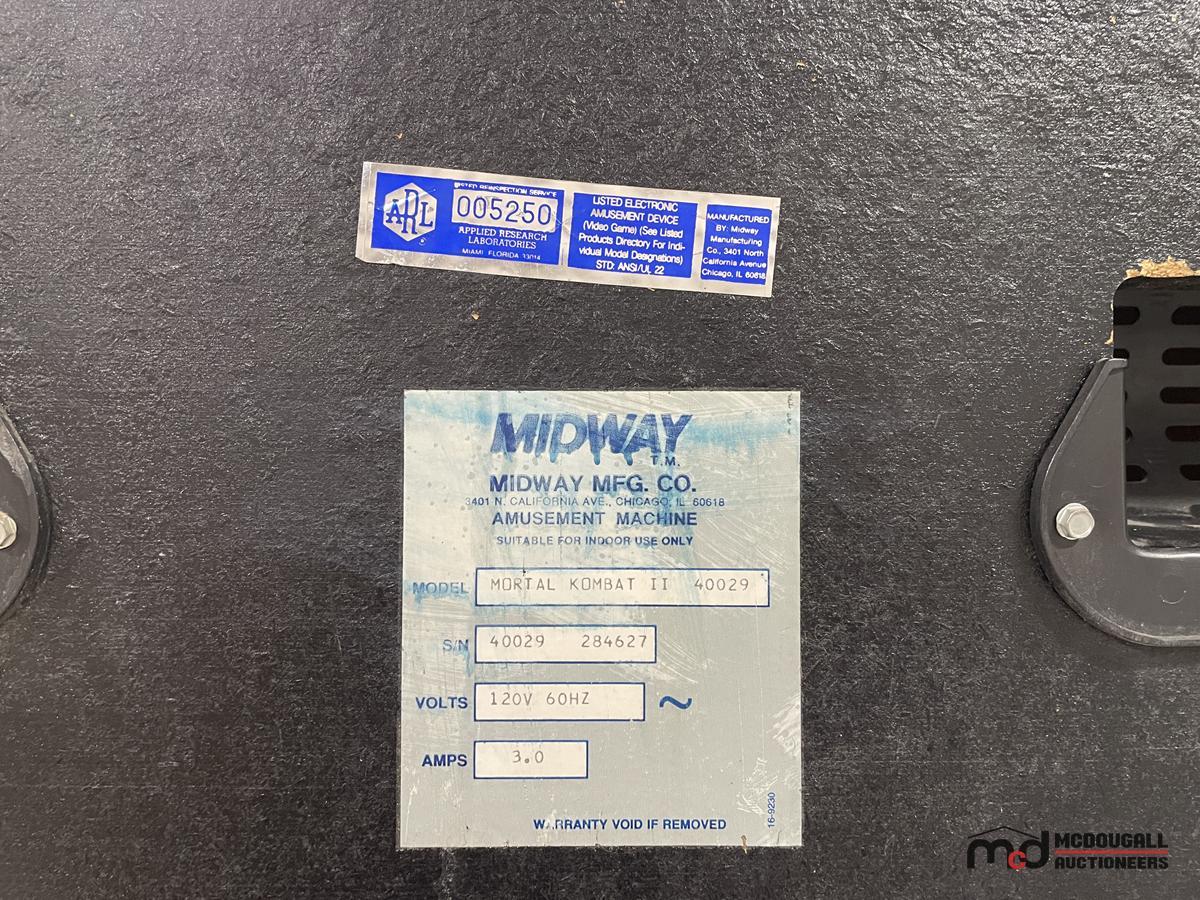 LISTED REINSPECTION SERVICE
ARL
®
005250
APPLIED RESEARCH
LABORATORIES
MIAMI, FLORIDA 33014
LISTED ELECTRONIC
AMUSEMENT DEVICE
(Video Game) (See Listed
Products Directory For Indi-
vidual Model Designations)
STD: ANSI/UL 22
MANUFACTURED
BY: Midway
Manufacturing
Co., 3401 North
California Avenue
Chicago, IL 60618
MIDWAY
T.M.
MIDWAY MFG. CO.
3401 N. CALIFORNIA AVE., CHICAGO, IL 60618
AMUSEMENT MACHINE
SUITABLE FOR INDOOR USE ONLY
MODEL MORTAL KOMBAT II 40029
S/N 40029 284627
VOLTS 120V 60HZ ~
AMPS 3.0
WARRANTY VOID IF REMOVED
16-9230
mcd MCDOUGALL
AUCTIONEERS